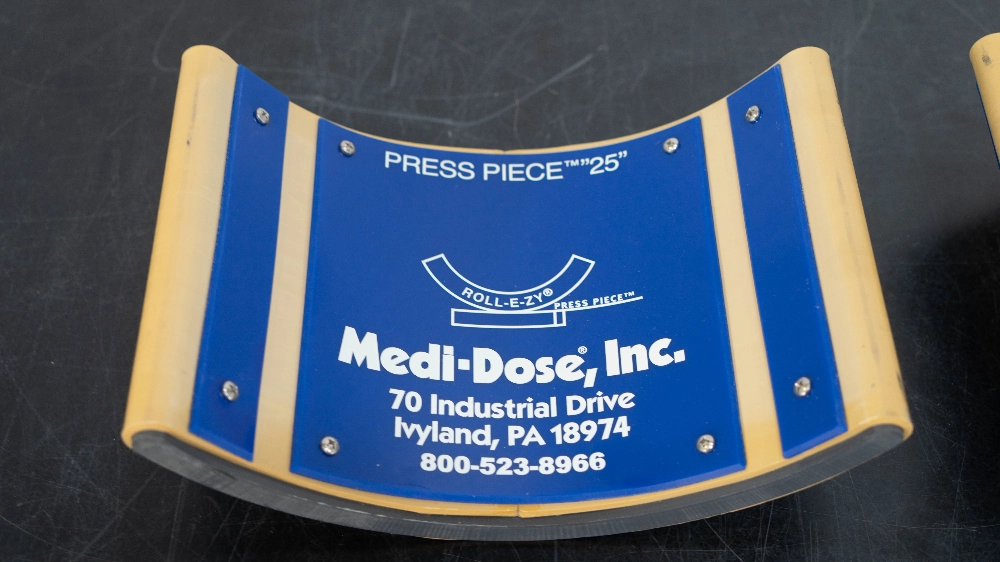 PRESS PIECE™"25"
ROLL-E-ZY®
PRESS PIECE™
Medi-Dose®, Inc.
70 Industrial Drive
Ivyland, PA 18974
800-523-8966